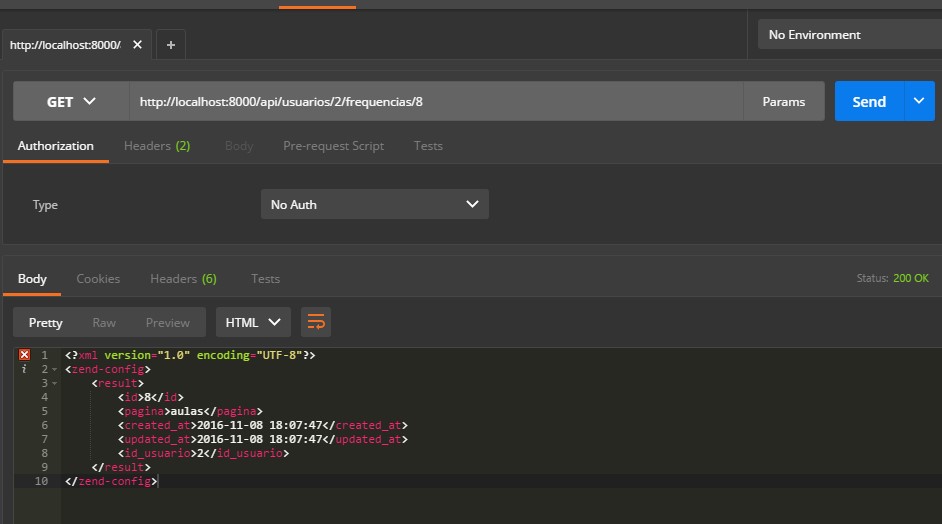 http://localhost:8000/
No Environment
GET http://localhost:8000/api/usuarios/2/frequencias/8 Params Send
Authorization Headers (2) Body Pre-request Script Tests
Type No Auth
Body Cookies Headers (6) Tests Status: 200 OK
Pretty Raw Preview HTML
1 <?xml version="1.0" encoding="UTF-8"?>
2 <zend-config>
3 <result>
4 <id>8</id>
5 <pagina>aulas</pagina>
6 <created_at>2016-11-08 18:07:47</created_at>
7 <updated_at>2016-11-08 18:07:47</updated_at>
8 <id_usuario>2</id_usuario>
9 </result>
10 </zend-config>